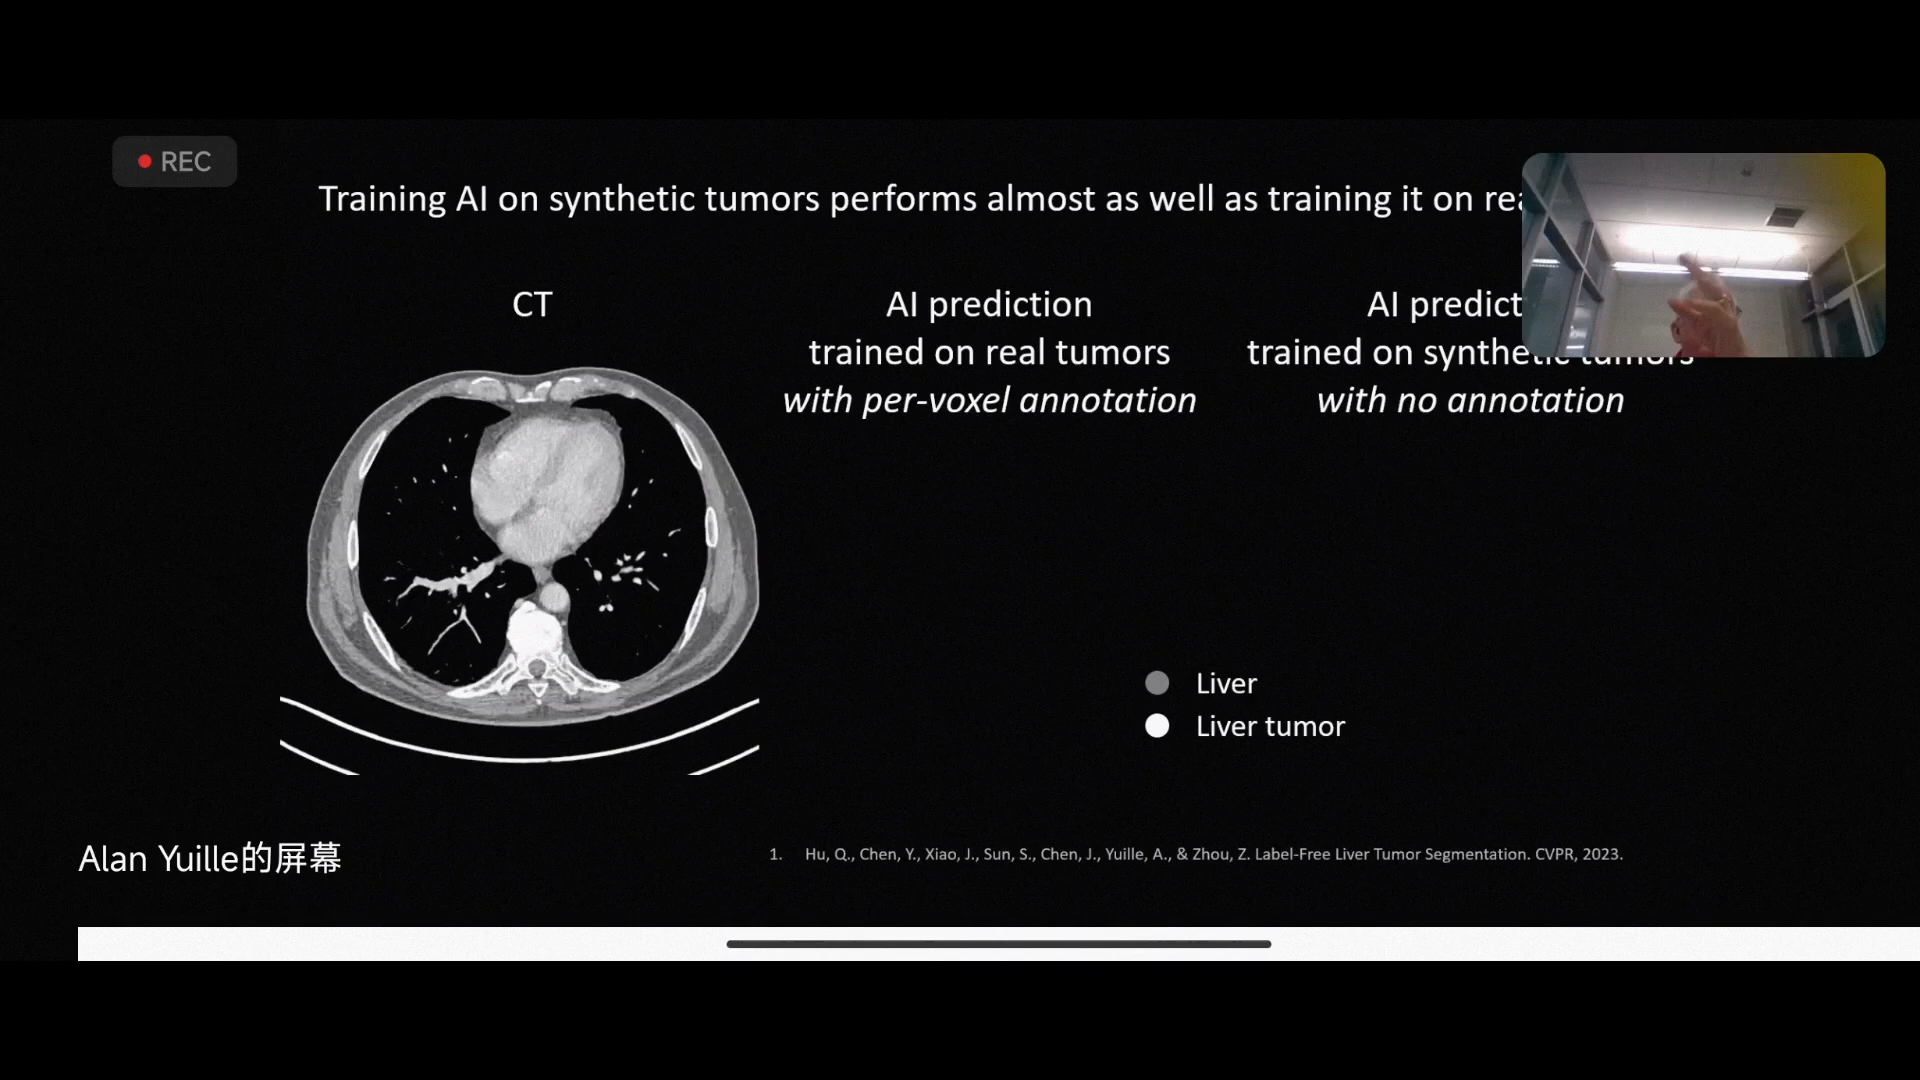 REC
Training AI on synthetic tumors performs almost as well as training it on
CT
AI prediction
trained on real tumors
with per-voxel annotation
AI
trained on synthetic tumors
with no annotation
Liver
Liver tumor
Alan Yuille的屏幕
1. Hu, Q., Chen, Y., Xiao, J., Sun, S., Chen, J., Yuille, A., & Zhou, Z. Label-Free Liver Tumor Segmentation. CVPR, 2023.